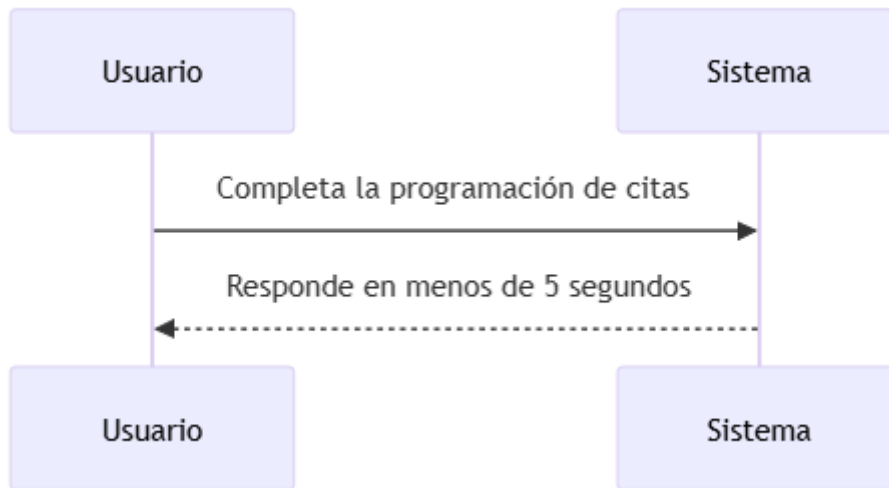 Usuario
Sistema
Completa la programación de citas
Responde en menos de 5 segundos
Usuario
Sistema